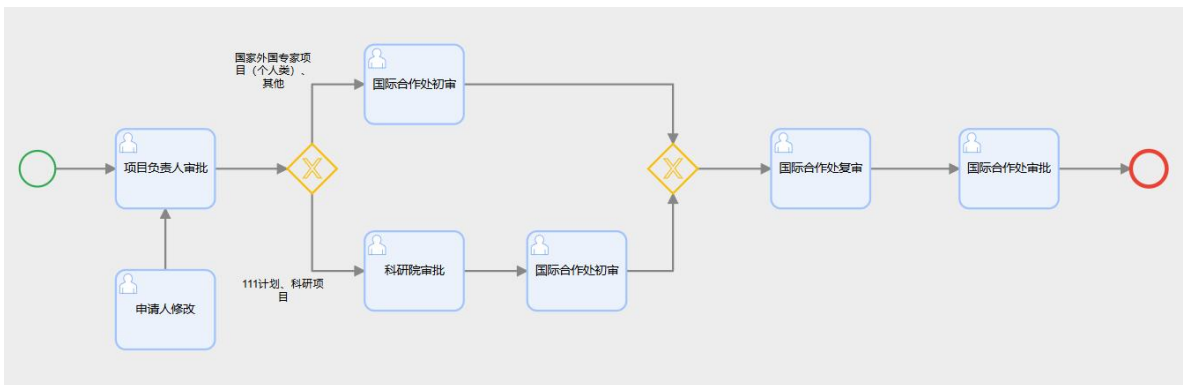 国家外国专家项
目（个人类）、
其他
国际合作处初审
项目负责人审批
国际合作处复审
国际合作处审批
科研院审批
国际合作处初审
111计划、科研项
目
申请人修改